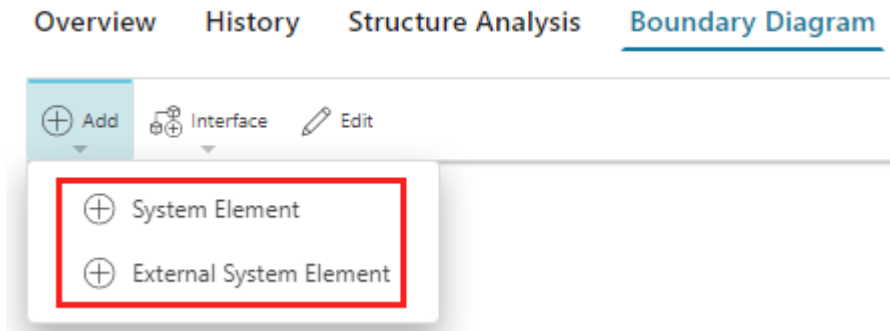 Overview History Structure Analysis Boundary Diagram
Add Interface Edit
System Element
External System Element